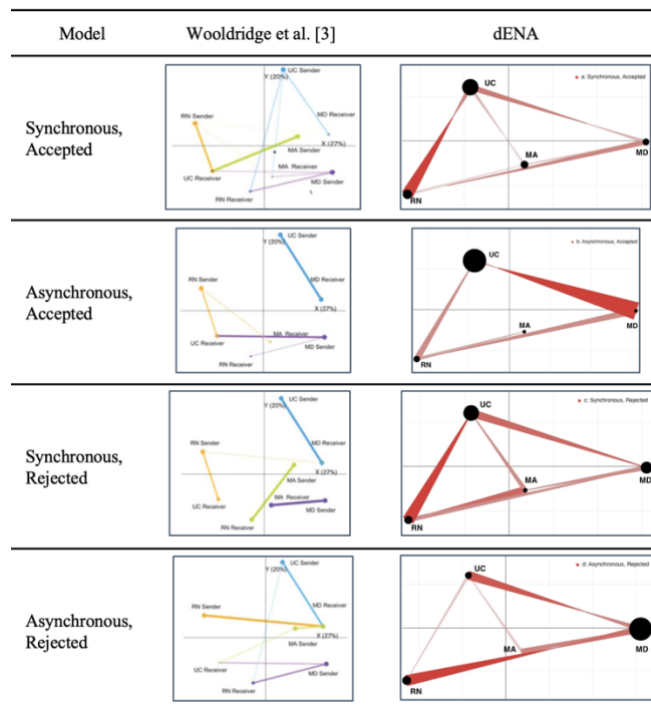 Model Wooldridge et al. [3] dENA
Synchronous,
Accepted
UC Sender
Y (20%)
RN Sender
MD Receiver
X (27%)
MA Sender
MA Receiver
UC Receiver
MD Sender
RN Receiver
a: Synchronous, Accepted
UC
MD
MA
RN
Asynchronous,
Accepted
UC Sender
Y (20%)
RN Sender
MD Receiver
X (27%)
UC Receiver
MA Receiver
MD Sender
RN Receiver
b: Asynchronous, Accepted
UC
MD
MA
RN
Synchronous,
Rejected
UC Sender
Y (20%)
RN Sender
MD Receiver
X (27%)
MA Sender
UC Receiver
MA Receiver
MD Sender
RN Receiver
c: Synchronous, Rejected
UC
MD
MA
RN
Asynchronous,
Rejected
UC Sender
Y (20%)
RN Sender
MD Receiver
X (27%)
MA Sender
UC Receiver
MD Sender
RN Receiver
d: Asynchronous, Rejected
UC
MA
MD
RN